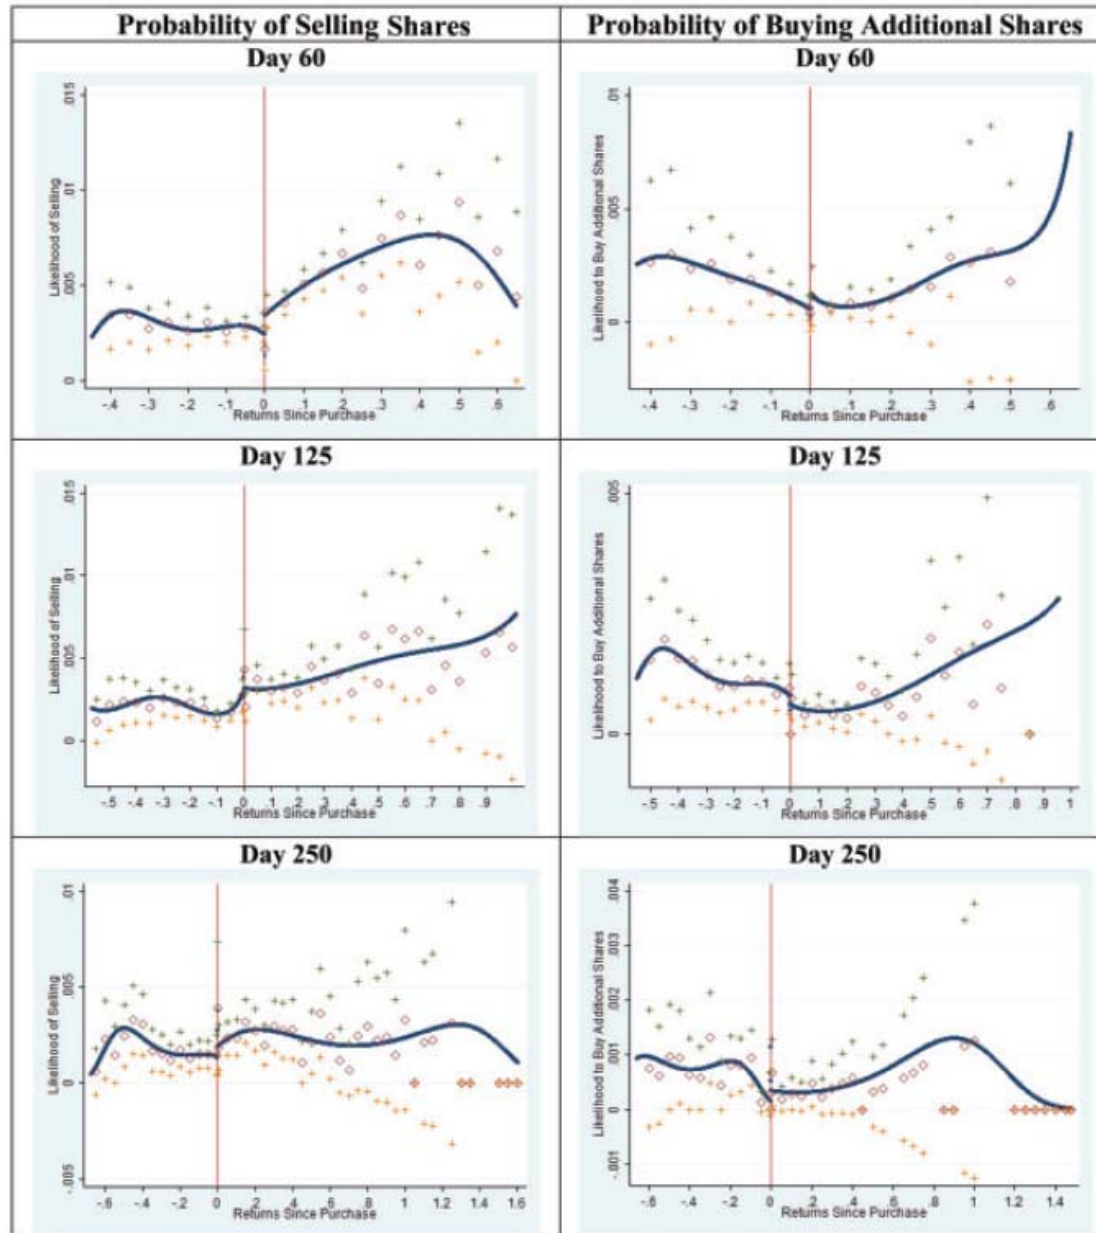 Probability of Selling Shares
Probability of Buying Additional Shares
Day 60
Day 60
Likelihood of Selling
0 .005 .01 .015
-.4 -.3 -.2 -.1 0 .1 .2 .3 .4 .5 .6
Returns Since Purchase
Likelihood to Buy Additional Shares
0 .005 .01
-.4 -.3 -.2 -.1 0 .1 .2 .3 .4 .5 .6
Returns Since Purchase
Day 125
Day 125
Likelihood of Selling
0 .005 .01 .015
-.5 -.4 -.3 -.2 -.1 0 .1 .2 .3 .4 .5 .6 .7 .8 .9
Returns Since Purchase
Likelihood to Buy Additional Shares
0 .005
-.5 -.4 -.3 -.2 -.1 0 .1 .2 .3 .4 .5 .6 .7 .8 .9 1
Returns Since Purchase
Day 250
Day 250
Likelihood of Selling
-.005 0 .005 .01
-.6 -.4 -.2 0 .2 .4 .6 .8 1 1.2 1.4 1.6
Returns Since Purchase
Likelihood to Buy Additional Shares
-.001 0 .001 .002 .003 .004
-.6 -.4 -.2 0 .2 .4 .6 .8 1 1.2 1.4
Returns Since Purchase